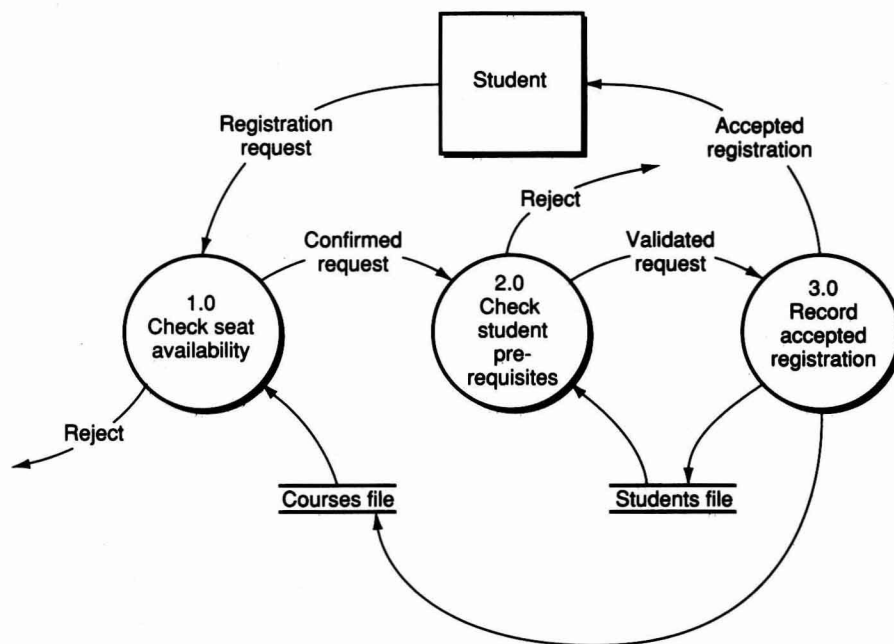 Student
Registration
request
Accepted
registration
Reject
Confirmed
request
Validated
request
1.0
Check seat
availability
2.0
Check
student
pre-
requisites
3.0
Record
accepted
registration
Reject
Courses file
Students file